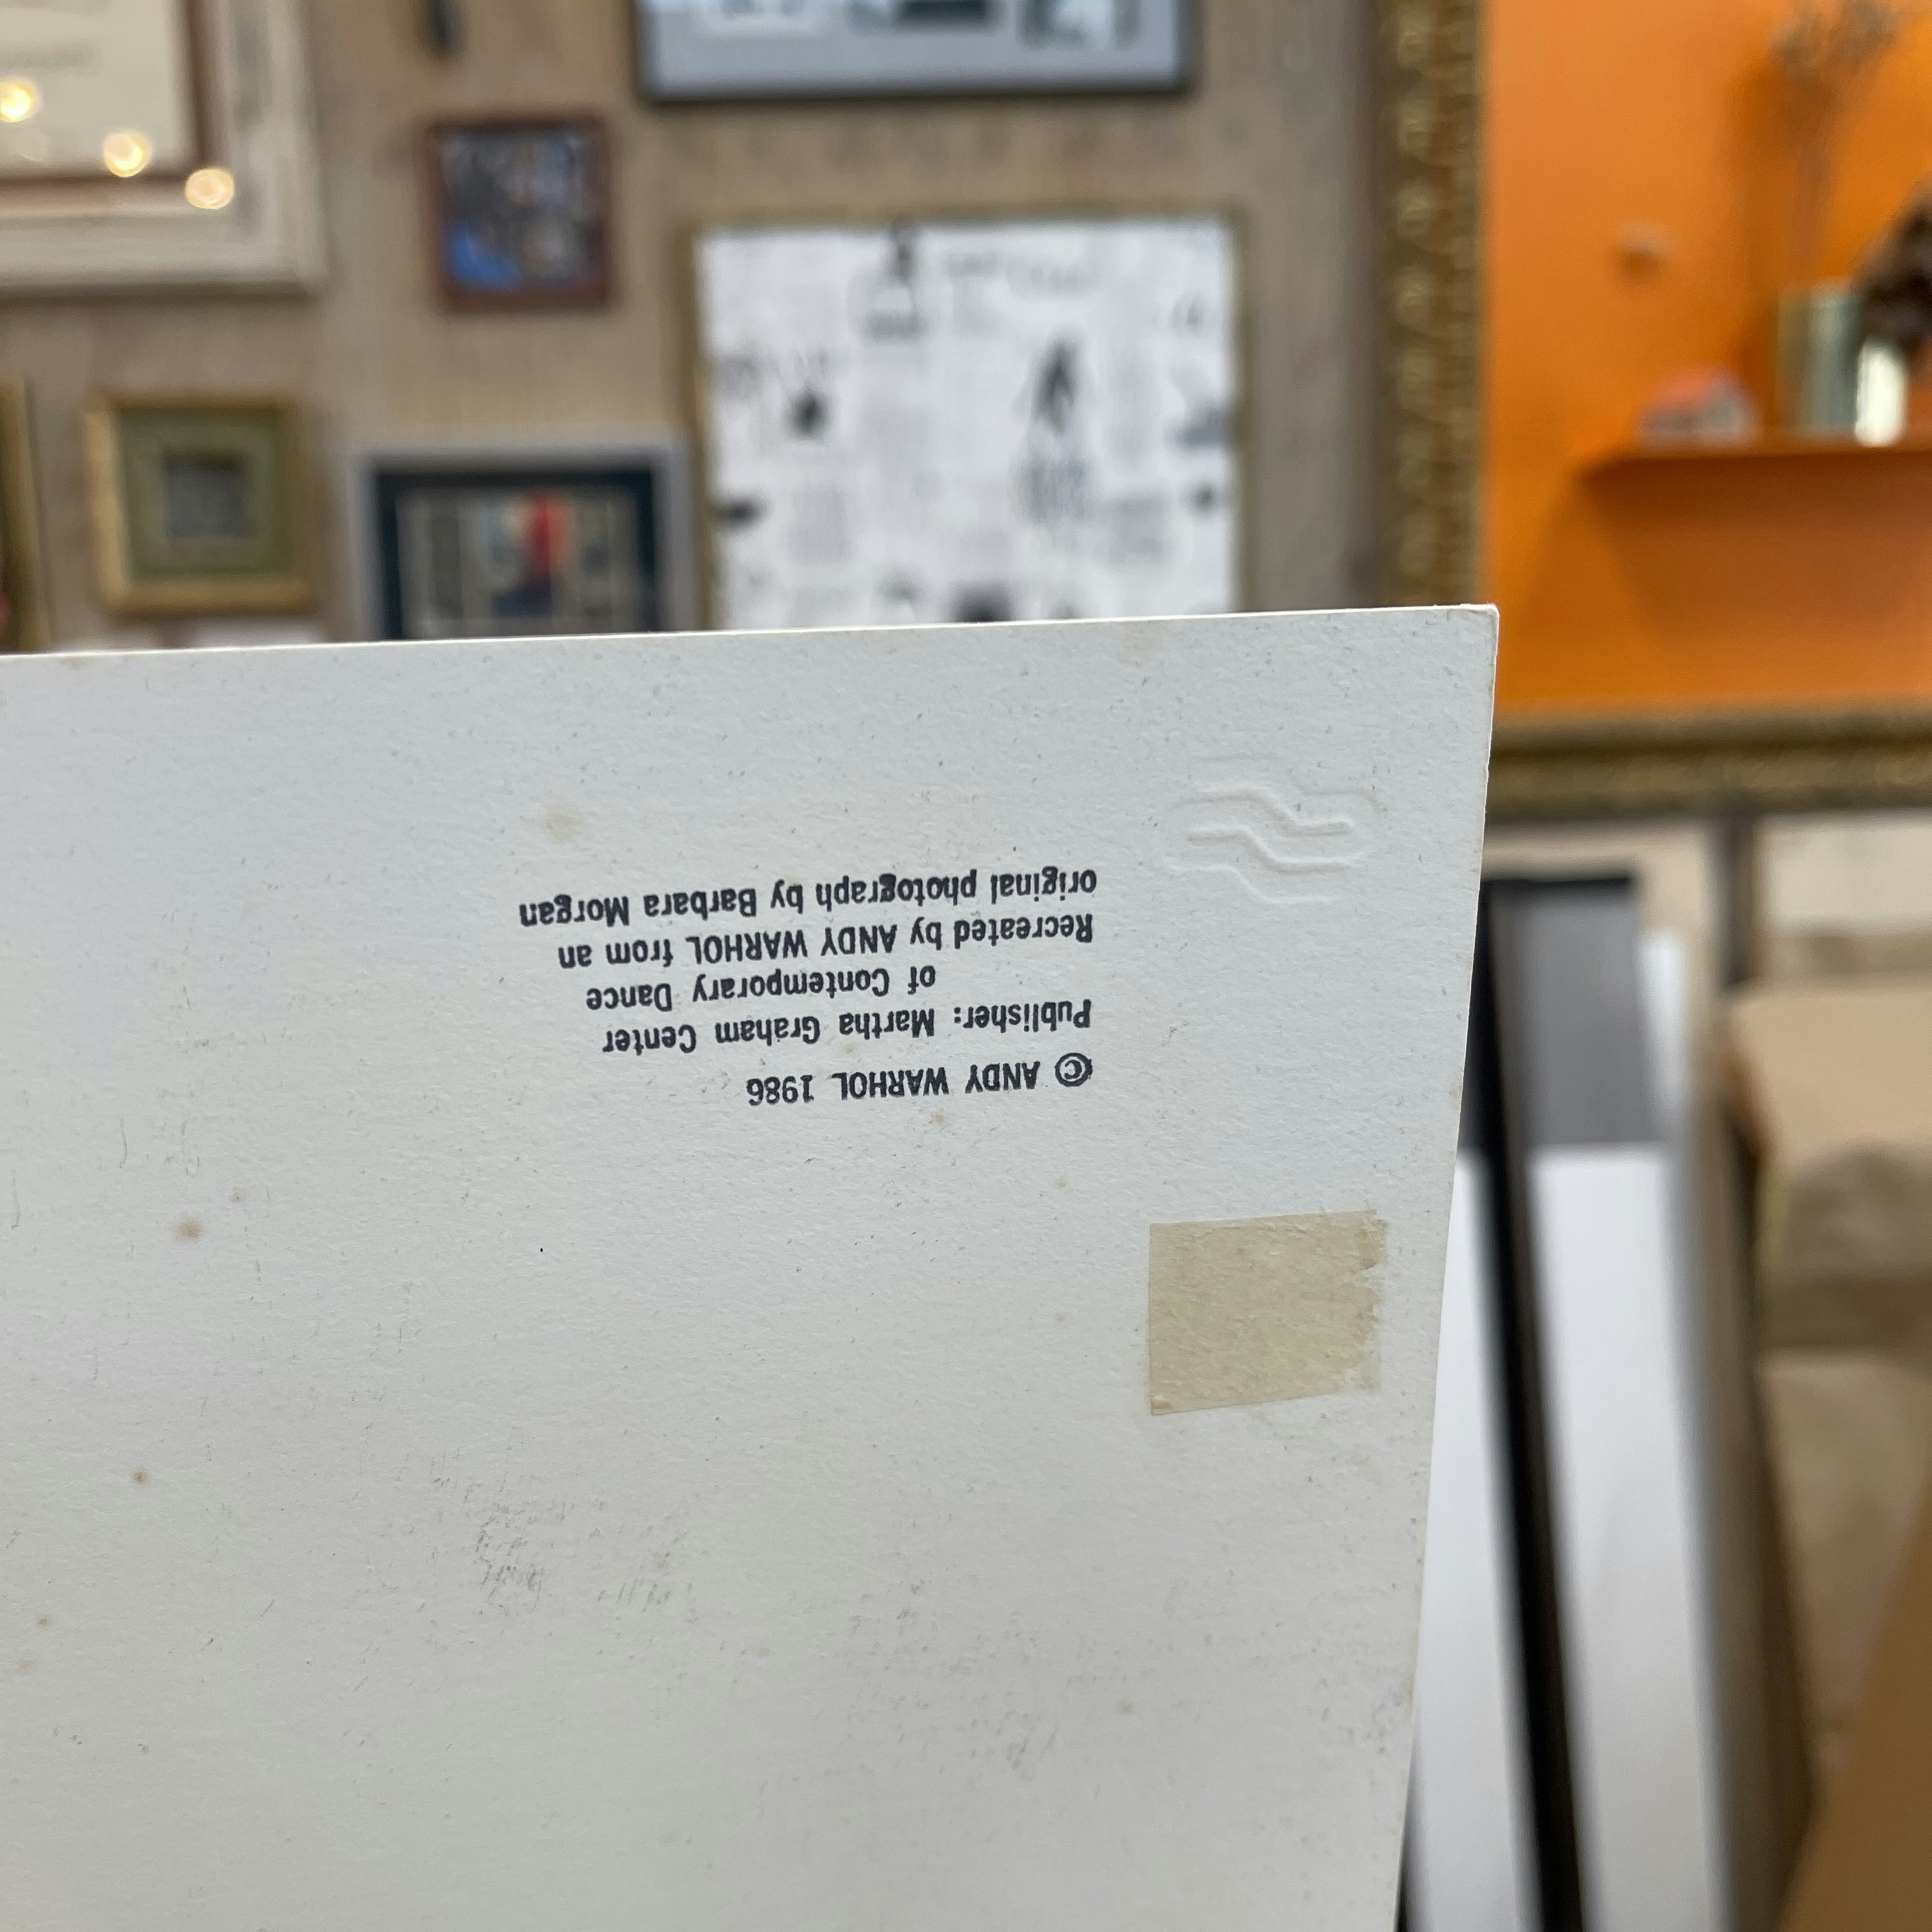 © ANDY WARHOL 1986
Publisher: Martha Graham Center
of Contemporary Dance
Recreated by ANDY WARHOL from an
original photograph by Barbara Morgan